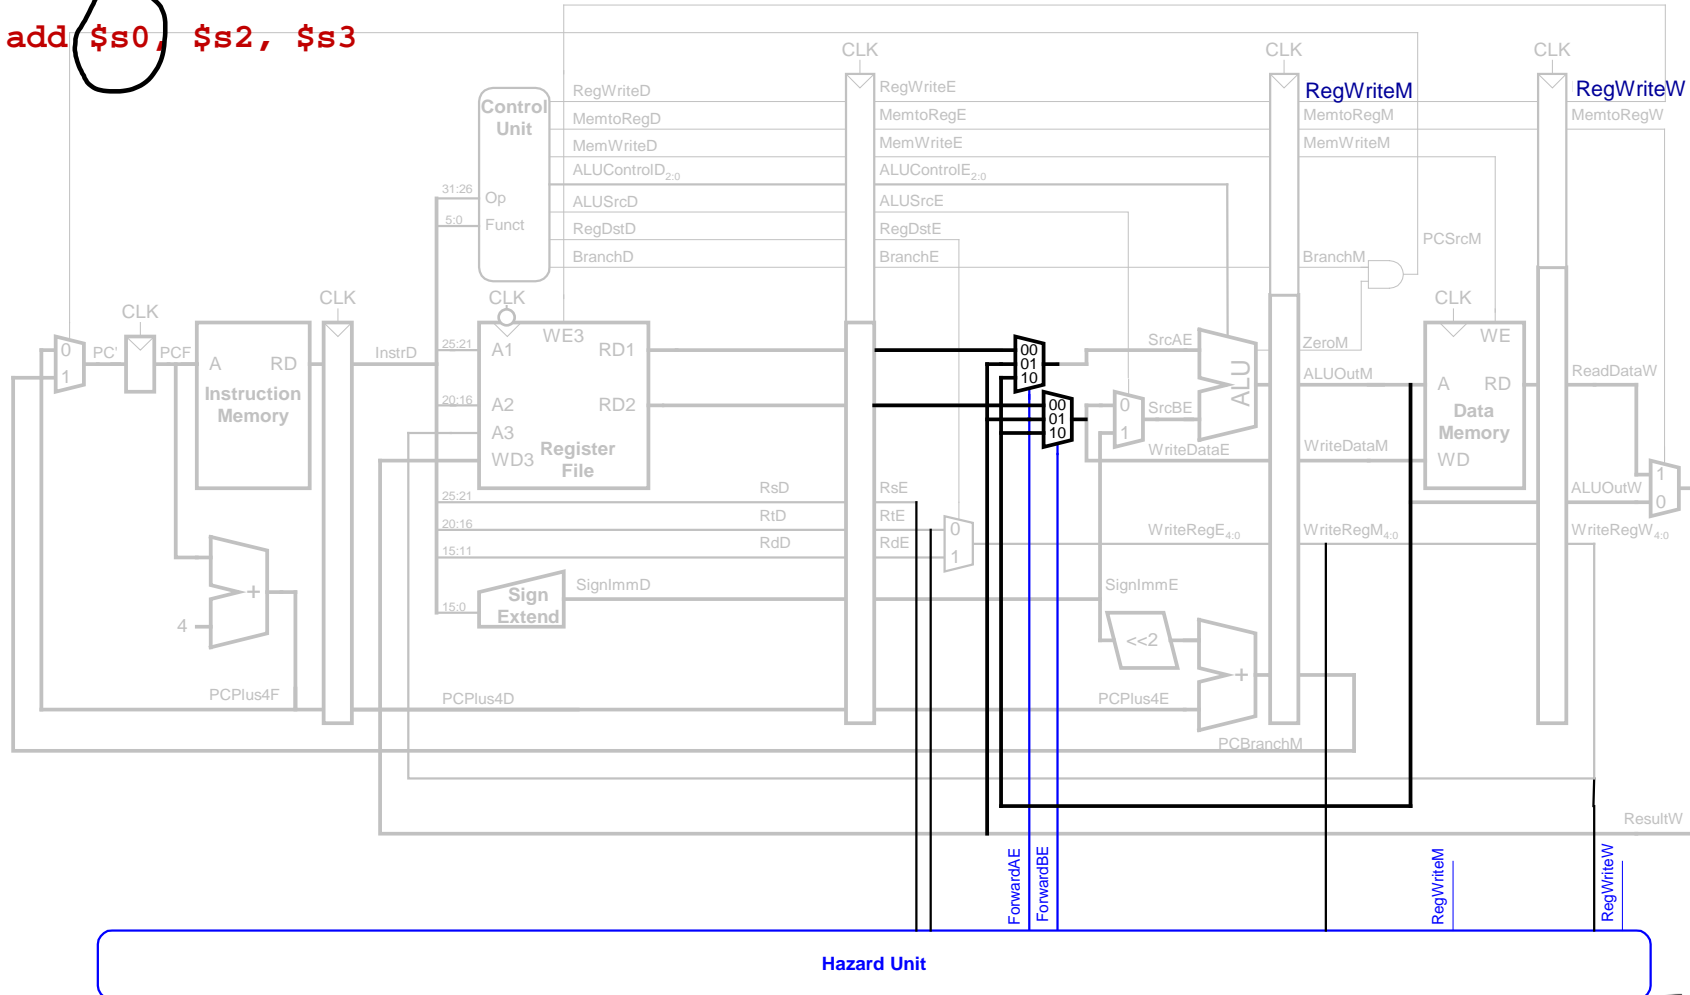 add $s0, $s2, $s3
CLK CLK CLK
RegWriteD RegWriteE RegWriteM RegWriteW
Control Unit
MemtoRegD MemtoRegE MemtoRegM MemtoRegW
MemWriteD MemWriteE MemWriteM
ALUControlD2:0 ALUControlE2:0
31:26 Op ALUSrcD ALUSrcE
5:0 Funct RegDstD RegDstE PCSrcM
BranchD BranchE BranchM
CLK CLK CLK CLK
WE3 WE
0 PC' PCF A RD InstrD 25:21 A1 RD1 00 SrcAE ZeroM
1 01 ALUOutM ReadDataW
10 ALU A RD
Instruction Memory
20:16 A2 RD2 00 0 SrcBE Data Memory
A3 01
10 1
WD3 Register File WriteDataE WriteDataM WD 1
25:21 RsD RsE ALUOutW 0
20:16 RtD RtE 0 WriteRegE4:0 WriteRegM4:0 WriteRegW4:0
15:11 RdD RdE 1
+ SignImmD SignImmE
4 15:0 Sign Extend
<<2
+
PCPlus4F PCPlus4D PCPlus4E
PCBranchM
ResultW
ForwardAE ForwardBE RegWriteM RegWriteW
Hazard Unit